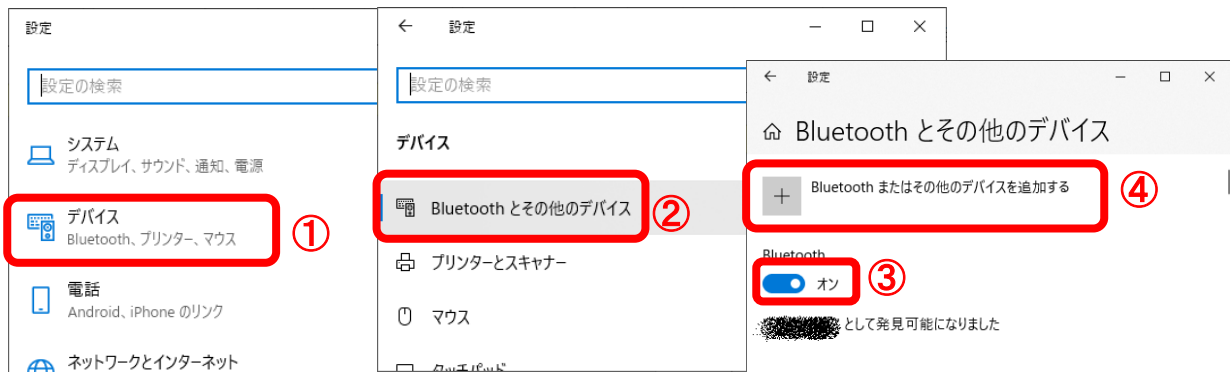 設定
設定の検索
システム
ディスプレイ、サウンド、通知、電源
デバイス
Bluetooth、プリンター、マウス
①
電話
Android、iPhone のリンク
ネットワークとインターネット
設定
設定の検索
デバイス
Bluetooth とその他のデバイス
②
プリンターとスキャナー
マウス
タッチパッド
設定
Bluetooth とその他のデバイス
Bluetooth またはその他のデバイスを追加する
④
Bluetooth
オン
③
として発見可能になりました